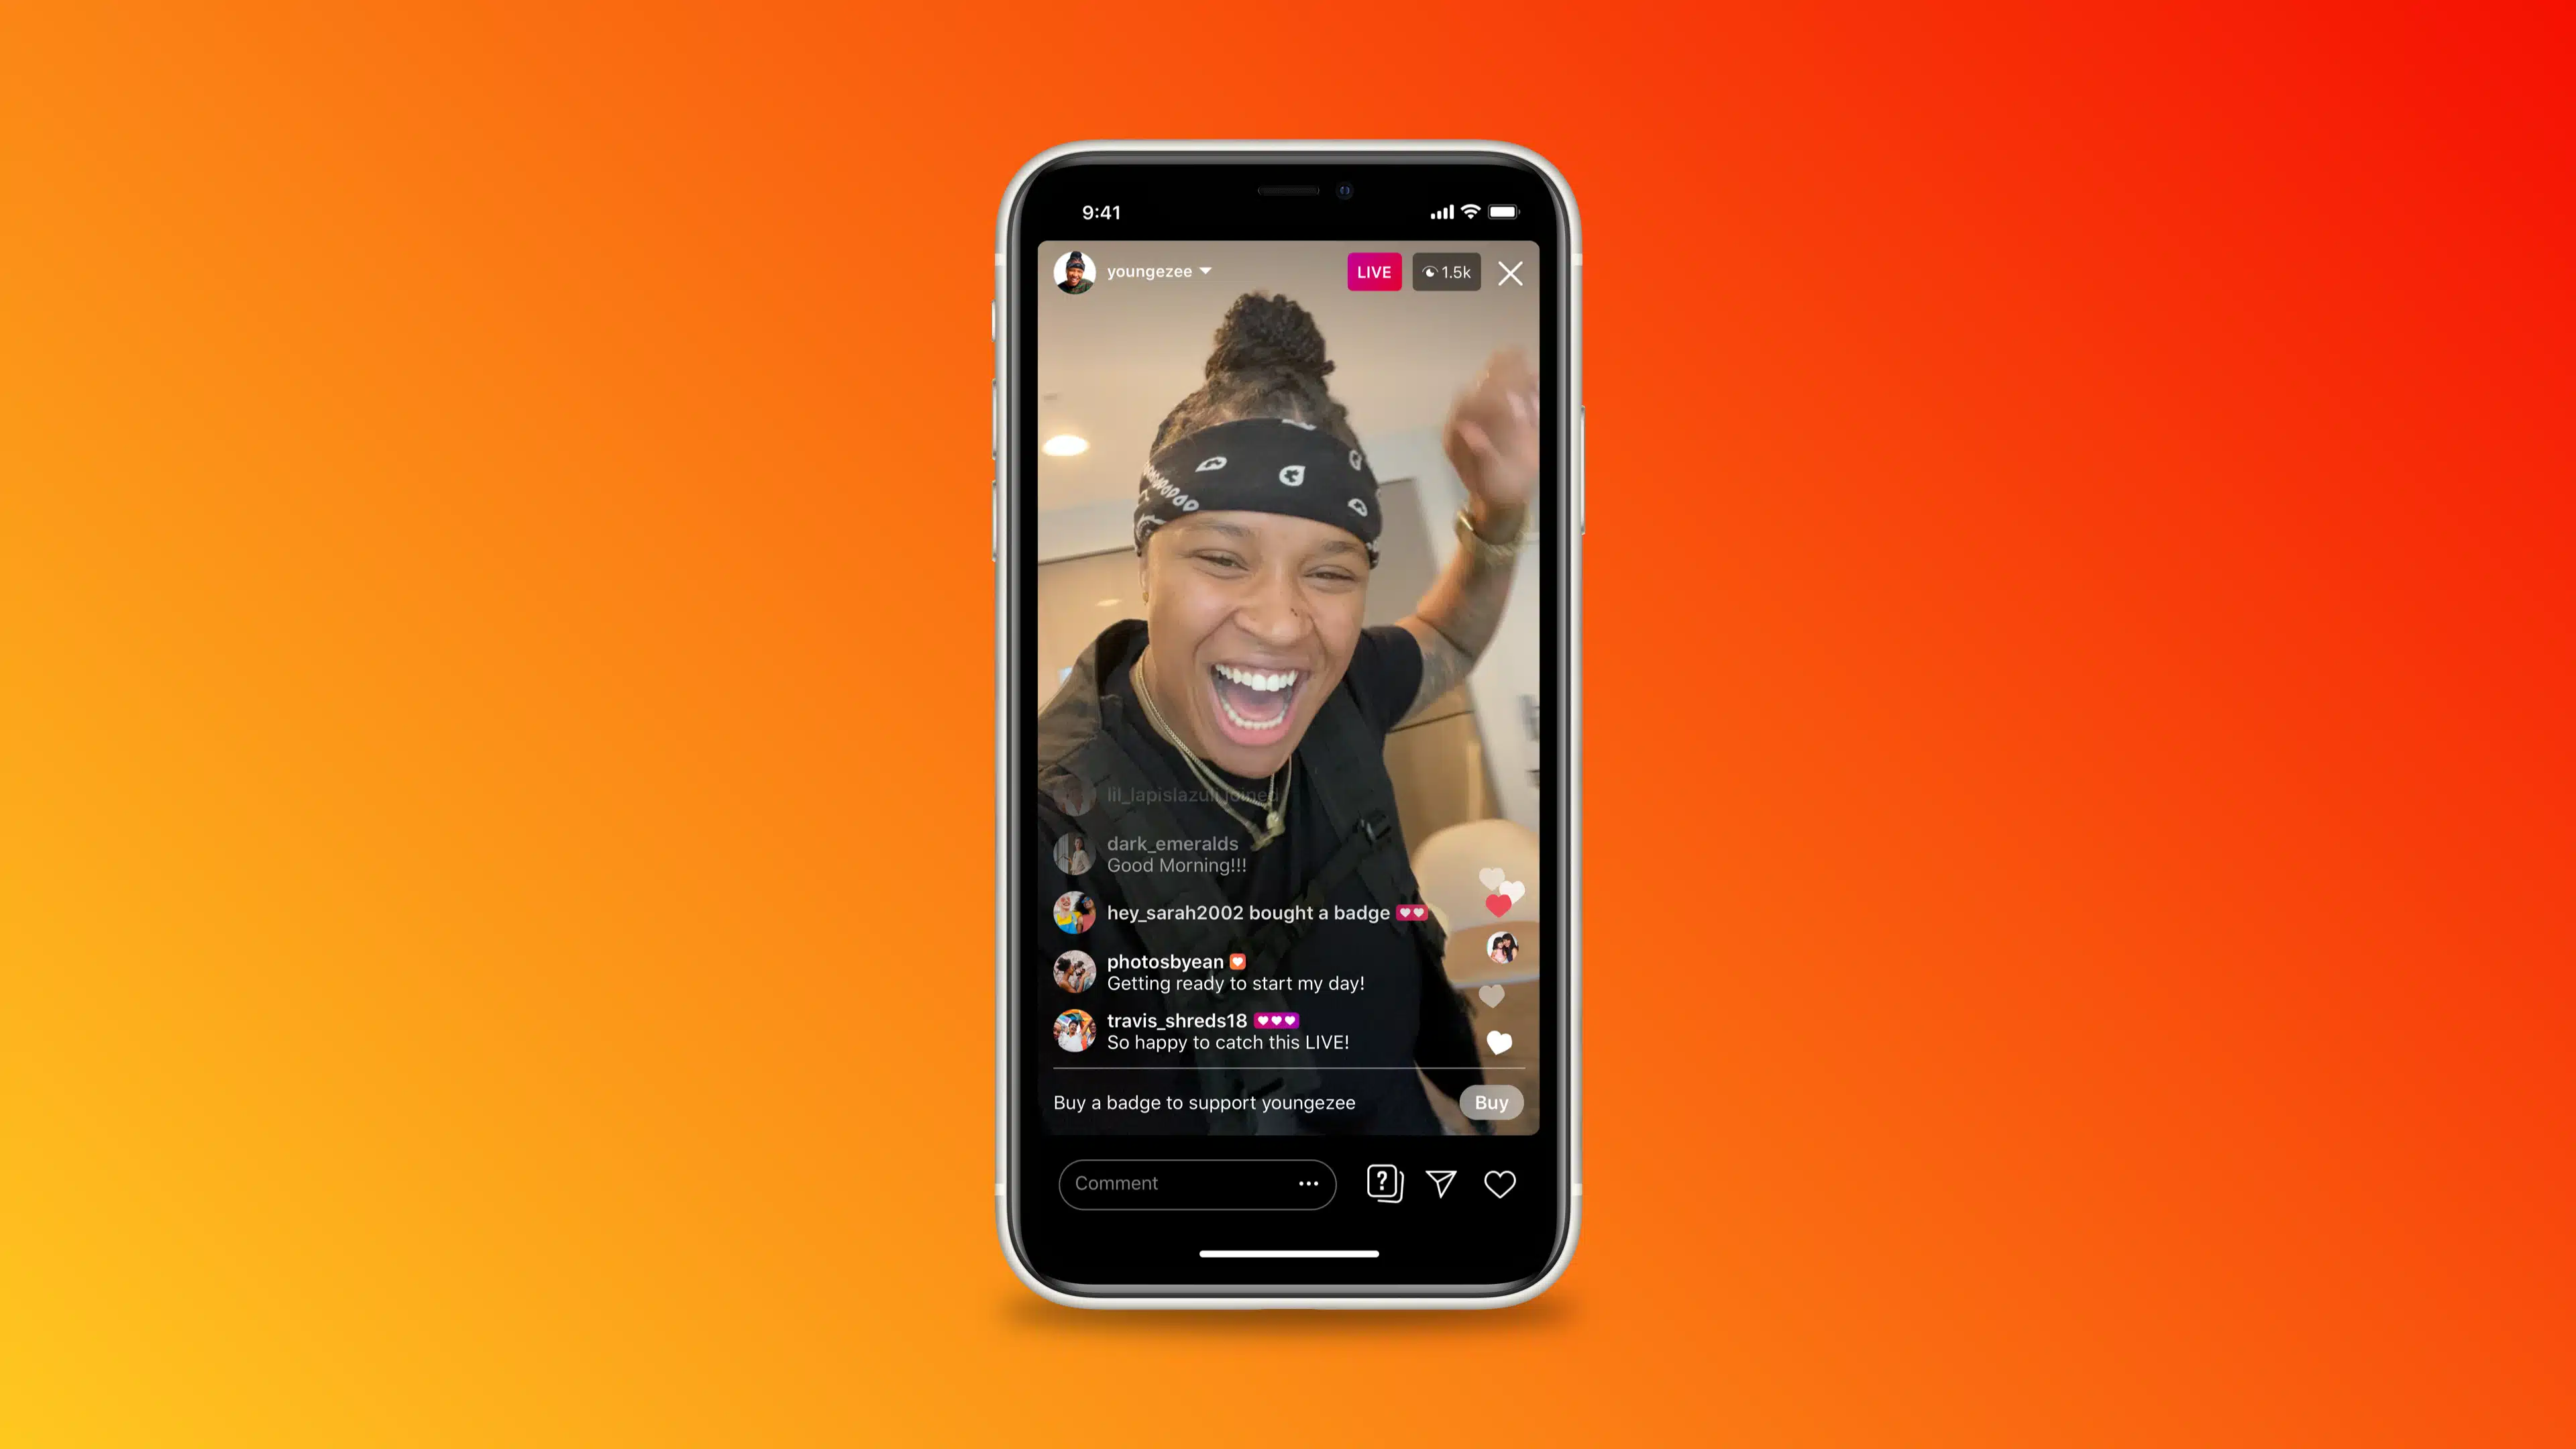 9:41
youngezee
LIVE
1.5k
lil_lapislazuli joined
dark_emeralds
Good Morning!!!
hey_sarah2002 bought a badge
photosbyean
Getting ready to start my day!
travis_shreds18
So happy to catch this LIVE!
Buy a badge to support youngezee
Buy
Comment
?